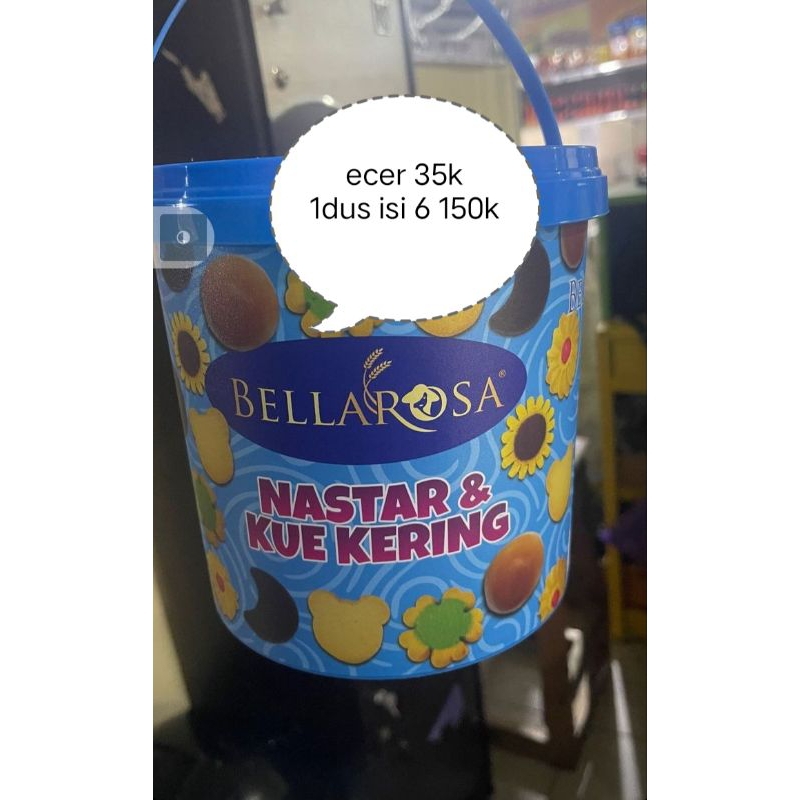 ecer 35k
1dus isi 6 150k
BELLAROSA®
NASTAR &
KUE KERING